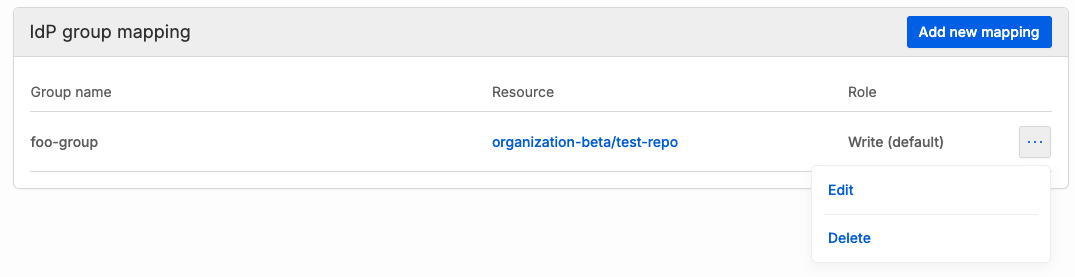 IdP group mapping
Add new mapping
Group name Resource Role
foo-group organization-beta/test-repo Write (default) ...
Edit
Delete